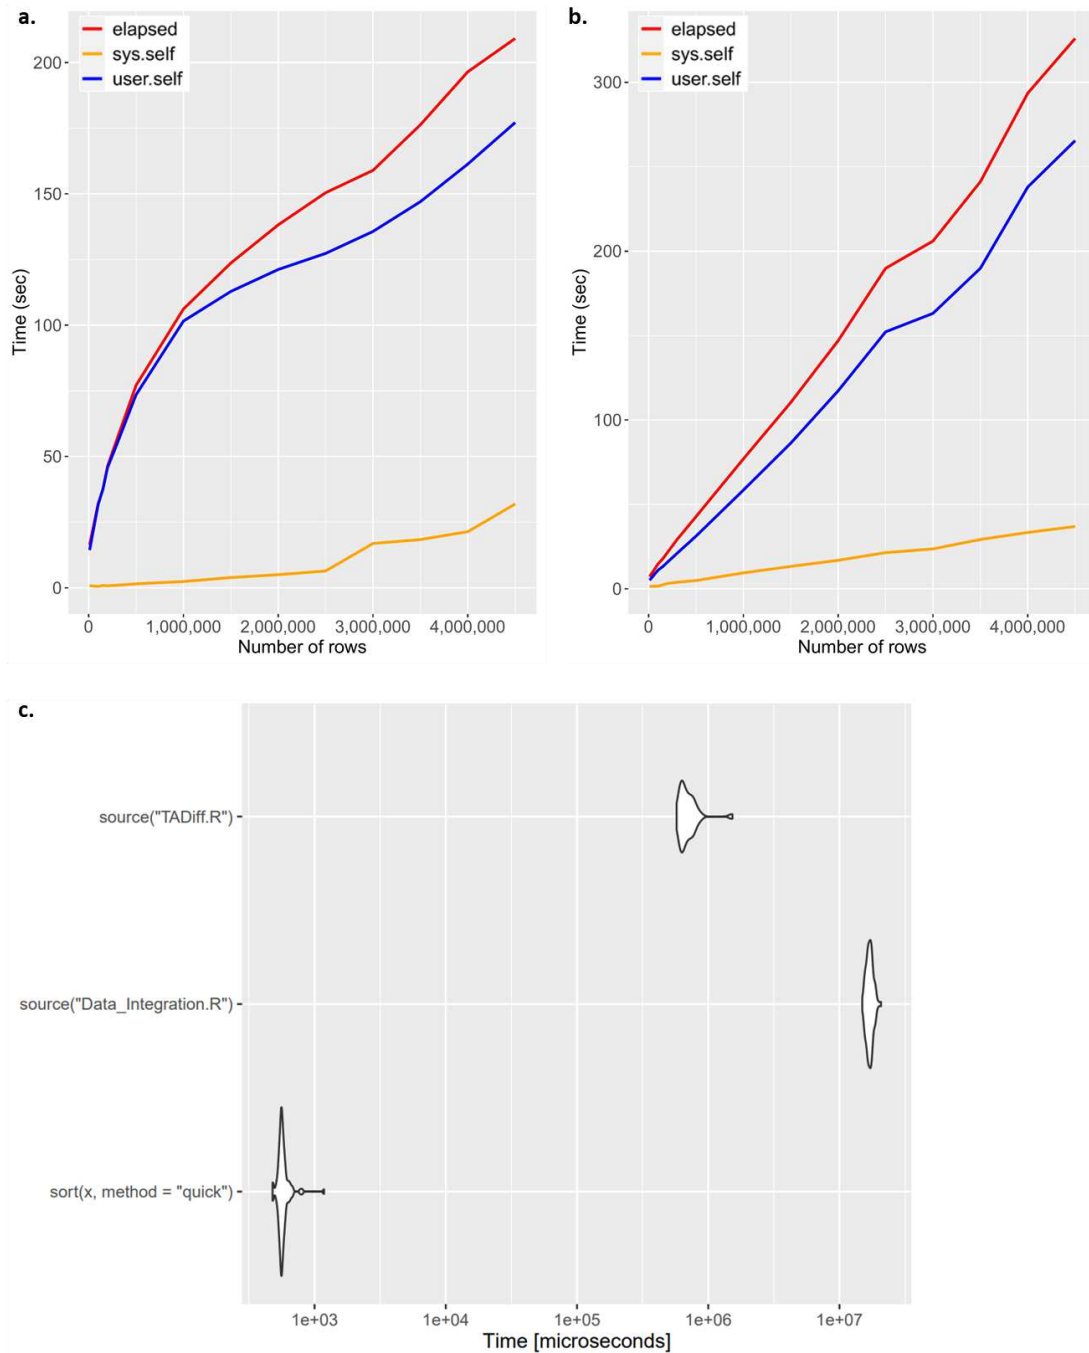 a.
elapsed
sys.self
user.self
200
150
100
50
0
Time (sec)
0 1,000,000 2,000,000 3,000,000 4,000,000
Number of rows
b.
elapsed
sys.self
user.self
300
200
100
0
Time (sec)
0 1,000,000 2,000,000 3,000,000 4,000,000
Number of rows
c.
source("TADiff.R")
source("Data_Integration.R")
sort(x, method = "quick")
1e+03 1e+04 1e+05 1e+06 1e+07
Time [microseconds]